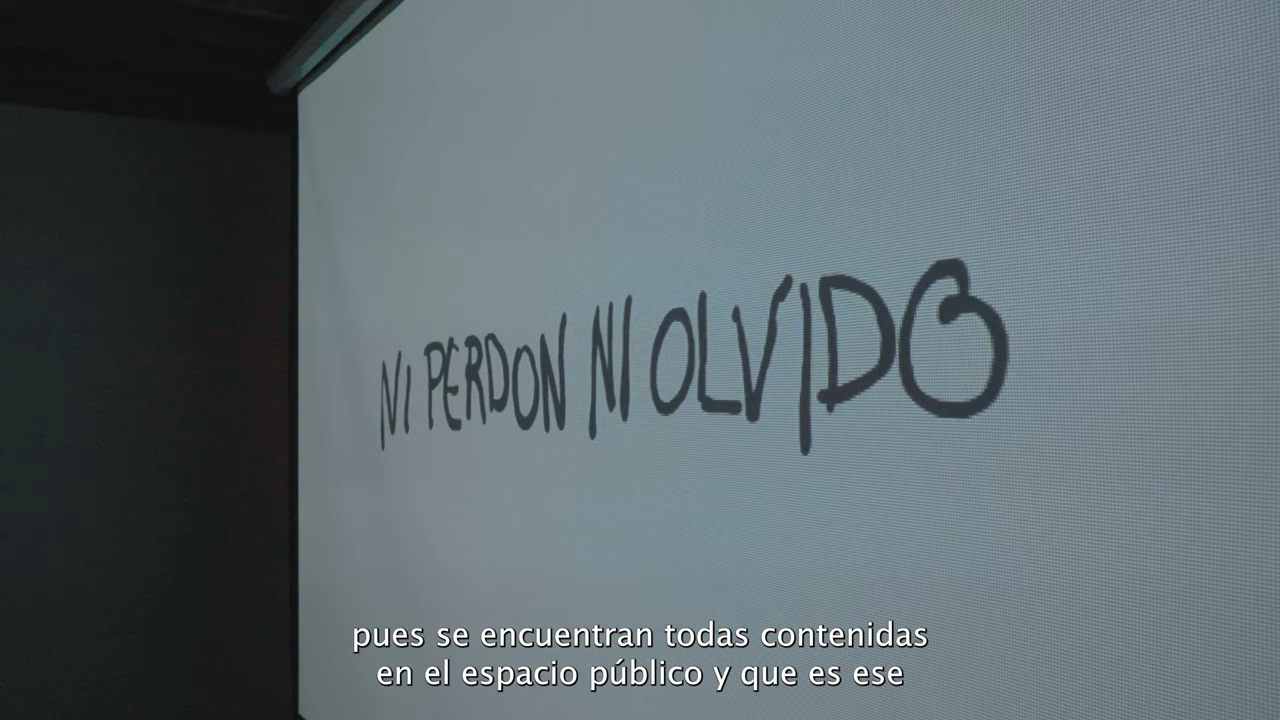 NI PERDON NI OLVIDO
pues se encuentran todas contenidas
en el espacio público y que es ese